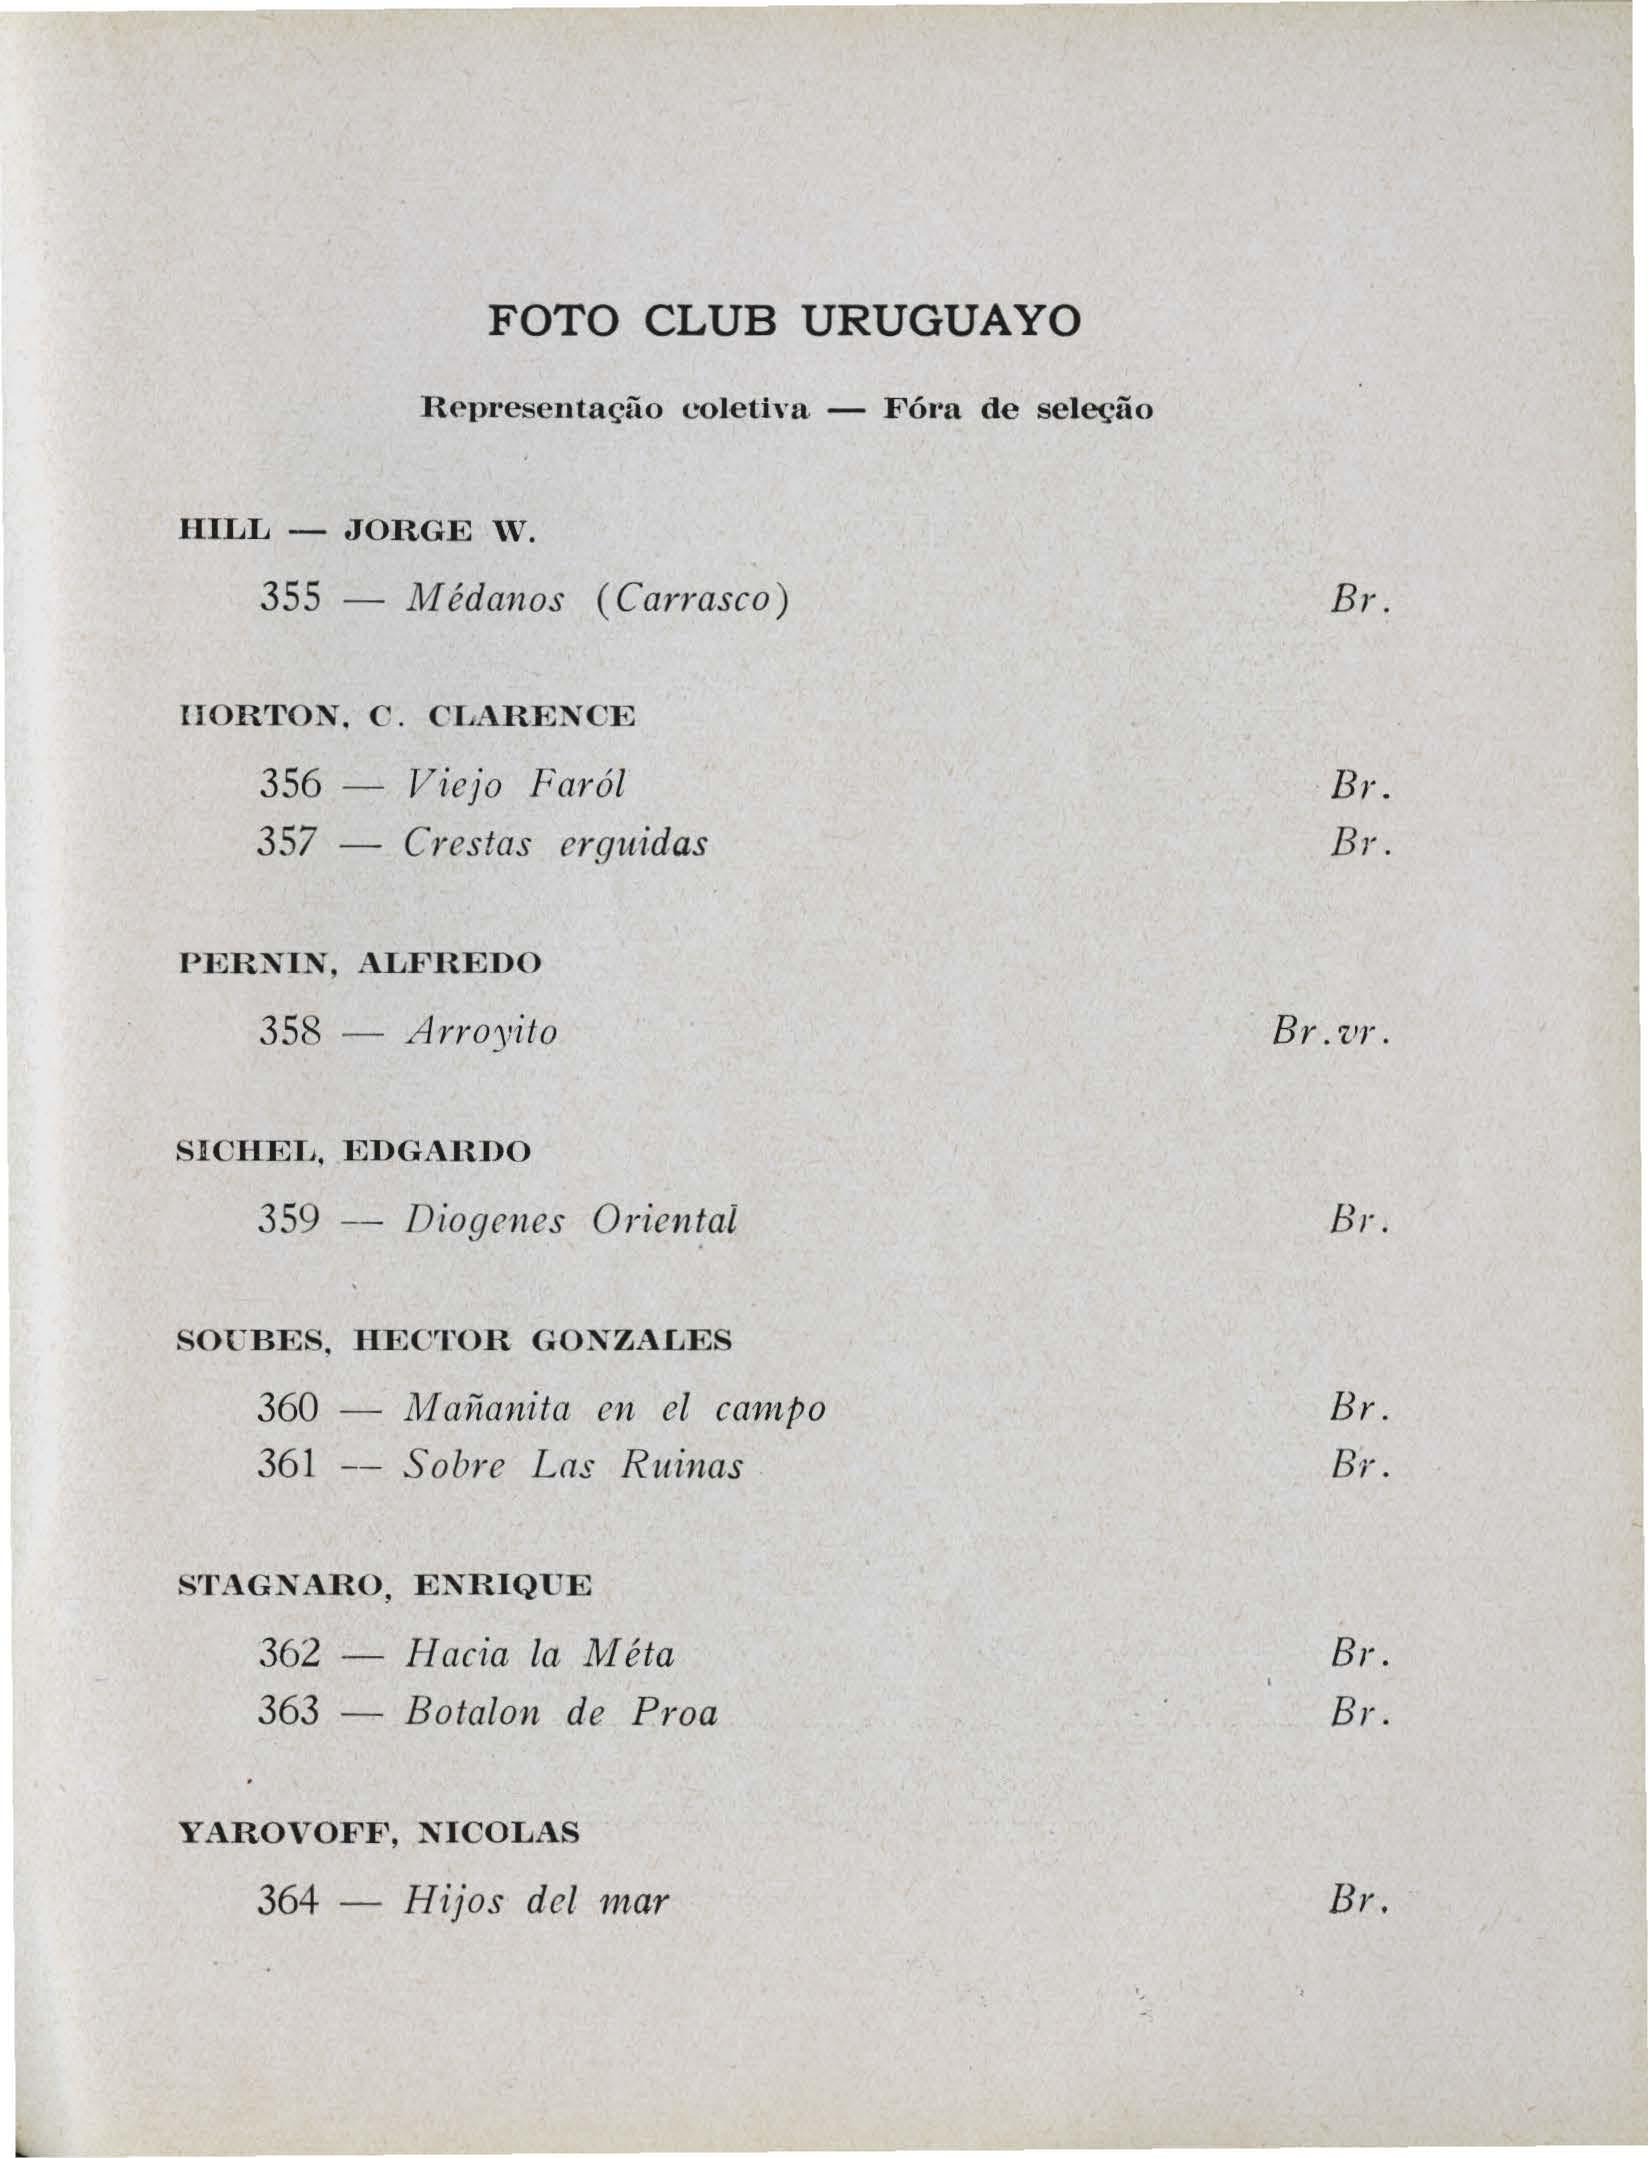 FOTO CLUB URUGUAYO
Representação coletiva — Fóra de seleção
HILL — JORGE W.
355 — Médanos (Carrasco) Br.
HORTON, C. CLARENCE
356 — Viejo Faról Br.
357 — Crestas erguidas Br.
PERNIN, ALFREDO
358 — Arroyito Br.vr.
SICHEL, EDGARDO
359 — Diogenes Oriental Br.
SOUBES, HECTOR GONZALES
360 — Mañanita en el campo Br.
361 — Sobre Las Ruinas Br.
STAGNARO, ENRIQUE
362 — Hacia la Méta Br.
363 — Botalon de Proa Br.
YAROVOFF, NICOLAS
364 — Hijos del mar Br.